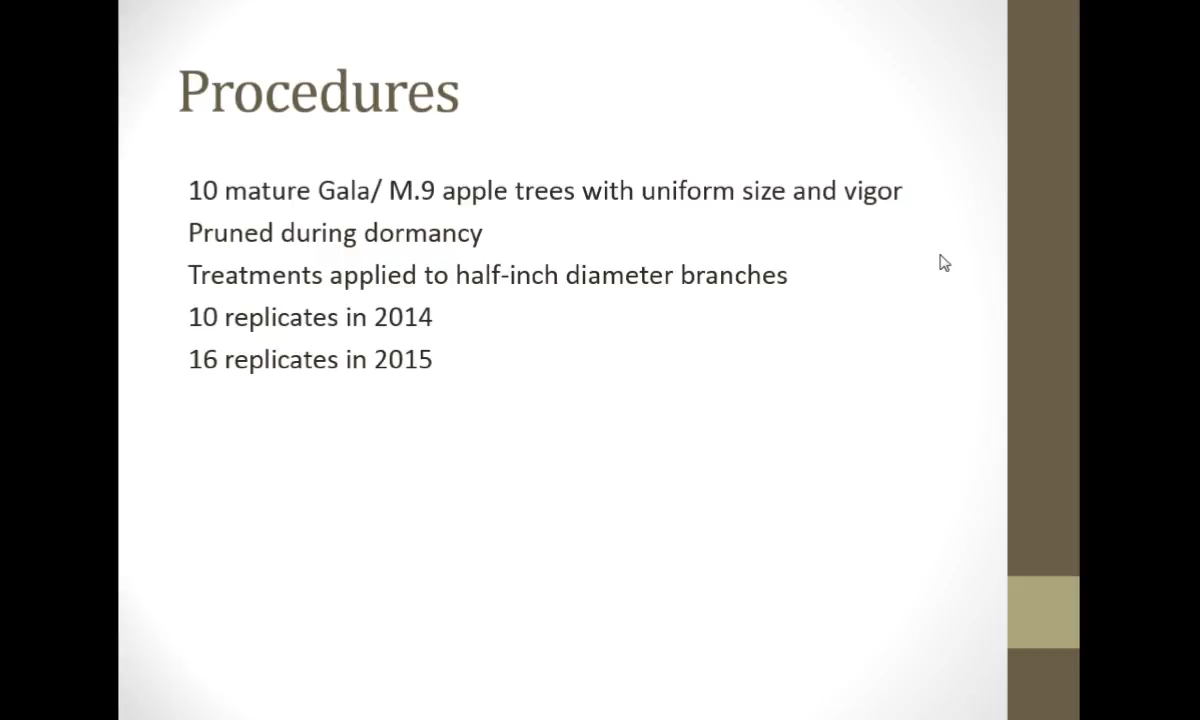 Procedures
10 mature Gala/ M.9 apple trees with uniform size and vigor
Pruned during dormancy
Treatments applied to half-inch diameter branches
10 replicates in 2014
16 replicates in 2015